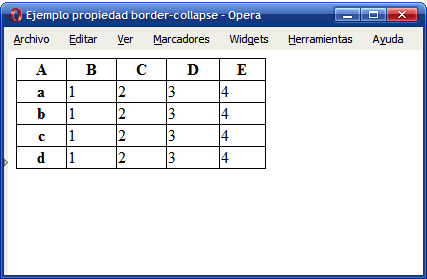 Ejemplo propiedad border-collapse - Opera
Archivo Editar Ver Marcadores Widgets Herramientas Ayuda
A B C D E
a 1 2 3 4
b 1 2 3 4
c 1 2 3 4
d 1 2 3 4